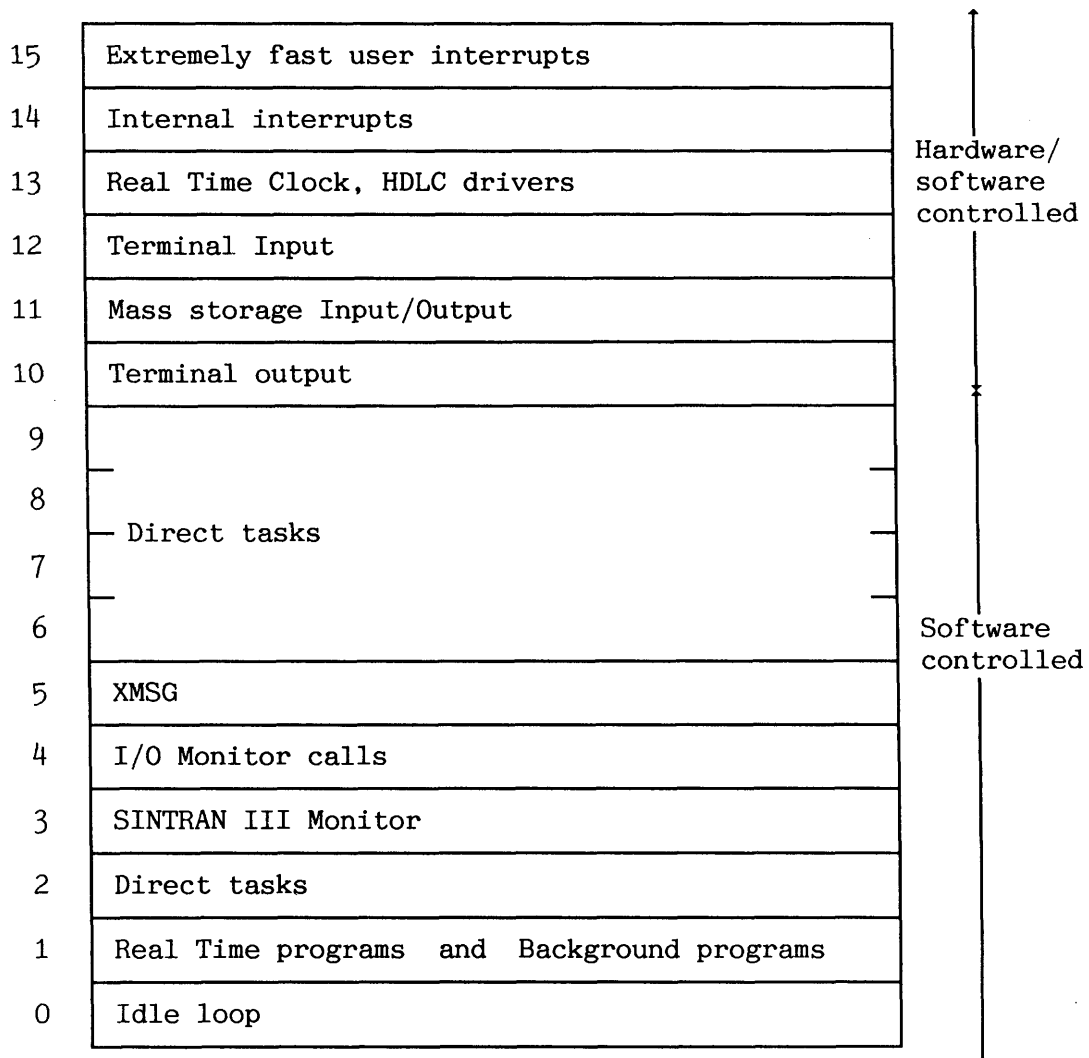 15 Extremely fast user interrupts
14 Internal interrupts
13 Real Time Clock, HDLC drivers
12 Terminal Input
11 Mass storage Input/Output
10 Terminal output
Hardware/
software
controlled
9
8
Direct tasks
7
6
5 XMSG
4 I/O Monitor calls
3 SINTRAN III Monitor
2 Direct tasks
1 Real Time programs and Background programs
0 Idle loop
Software
controlled